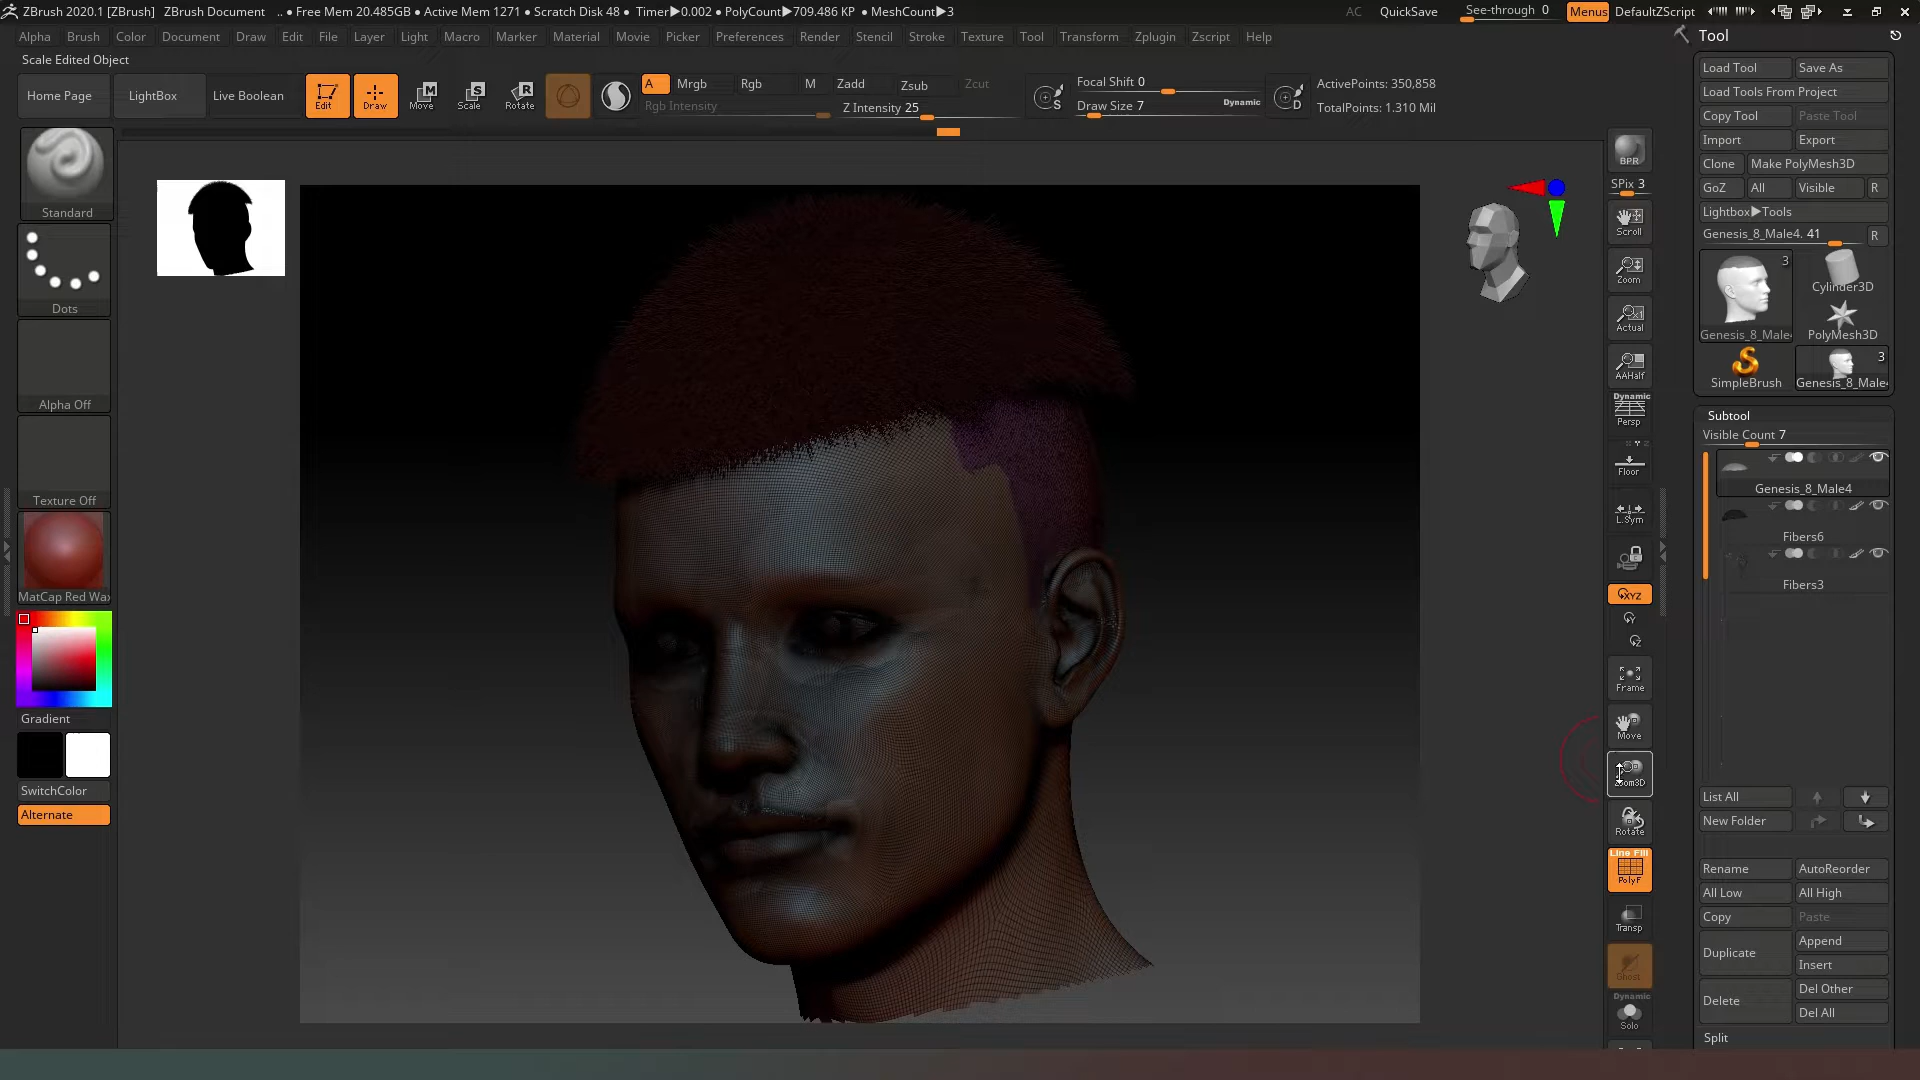 ZBrush 2020.1 [ZBrush] ZBrush Document .. • Free Mem 20.485GB • Active Mem 1271 • Scratch Disk 48 • Timer▶0.002 • PolyCount▶709.486 KP • MeshCount▶3 AC QuickSave See-through 0 Menus DefaultZScript
Alpha Brush Color Document Draw Edit File Layer Light Macro Marker Material Movie Picker Preferences Render Stencil Stroke Texture Tool Transform Zplugin Zscript Help
Scale Edited Object
Home Page LightBox Live Boolean Edit Draw Move Scale Rotate
A Mrgb Rgb M Zadd Zsub Zcut
Rgb Intensity Z Intensity 25
S Focal Shift 0
Draw Size 7 Dynamic D
ActivePoints: 350,858
TotalPoints: 1.310 Mil
Standard
Dots
Alpha Off
Texture Off
MatCap Red Wax
Gradient
SwitchColor
Alternate
BPR
SPix 3
Scroll
Zoom
Actual
AAHalf
Dynamic
Persp
Floor
L.Sym
XYZ
Y
Z
Frame
Move
Zoom3D
Rotate
Line Fill
PolyF
Transp
Ghost
Dynamic
Solo
Tool
Load Tool Save As
Load Tools From Project
Copy Tool Paste Tool
Import Export
Clone Make PolyMesh3D
GoZ All Visible R
Lightbox▶Tools
Genesis_8_Male4. 41 R
3
Cylinder3D
Genesis_8_Male4 PolyMesh3D
3
SimpleBrush Genesis_8_Male4
Subtool
Visible Count 7
Genesis_8_Male4
Fibers6
Fibers3
List All
New Folder
Rename AutoReorder
All Low All High
Copy Paste
Duplicate Append
Insert
Delete Del Other
Del All
Split